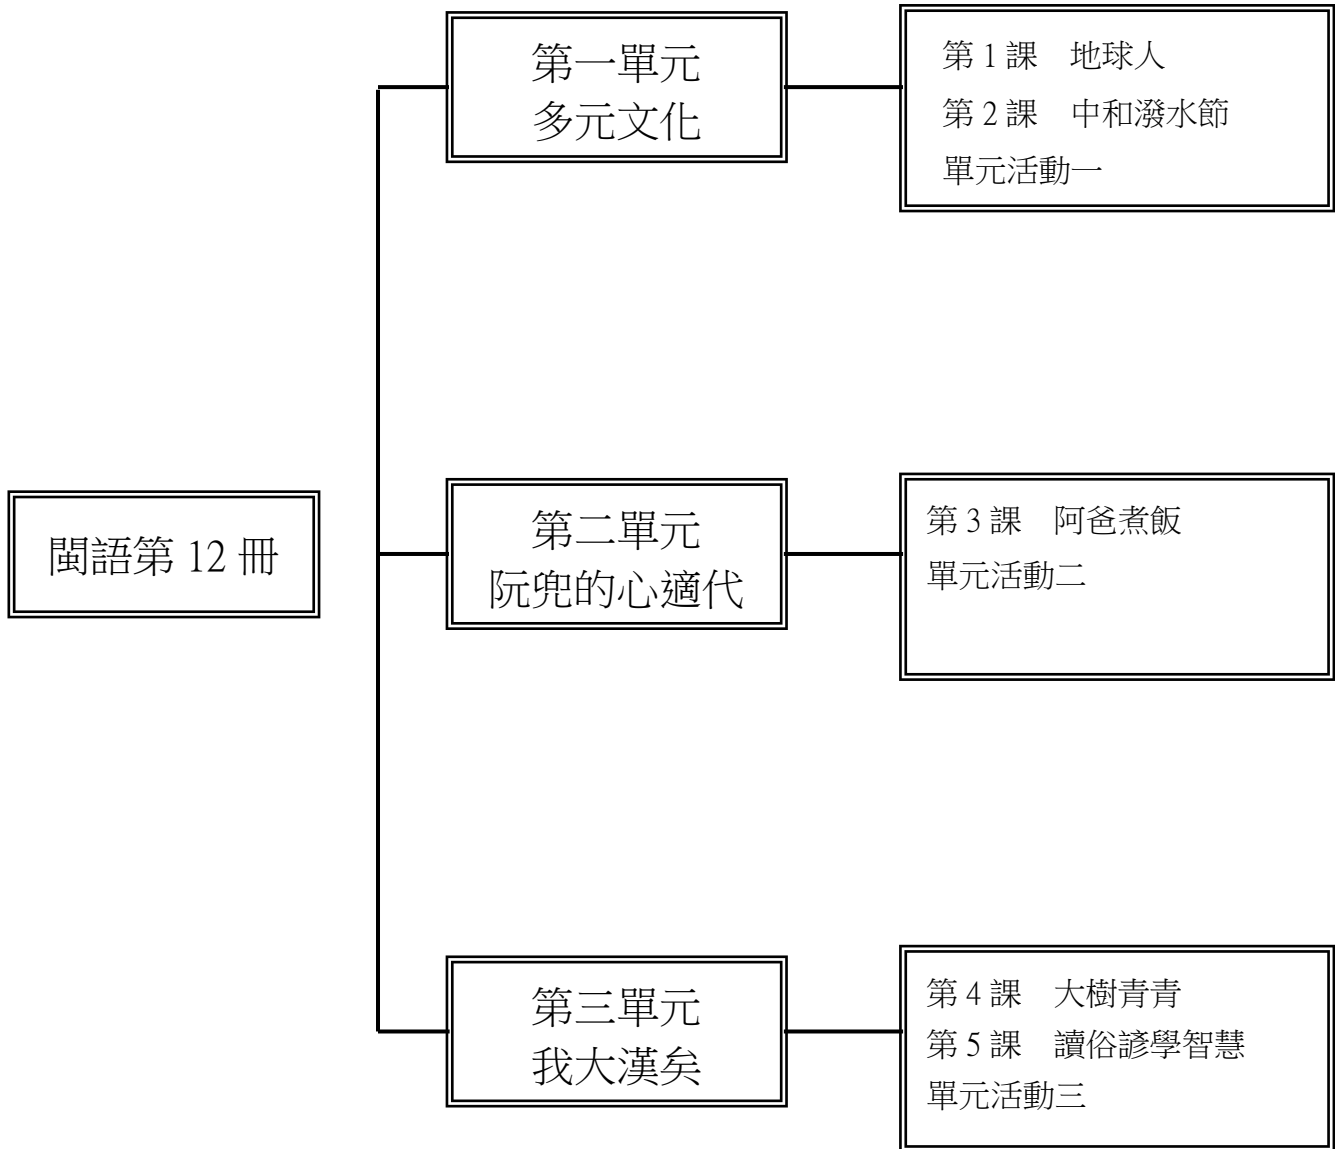 第一單元
多元文化
第 1 課　地球人
第 2 課　中和潑水節
單元活動一
閩語第 12 冊
第二單元
阮兜的心適代
第 3 課　阿爸煮飯
單元活動二
第三單元
我大漢矣
第 4 課　大樹青青
第 5 課　讀俗諺學智慧
單元活動三